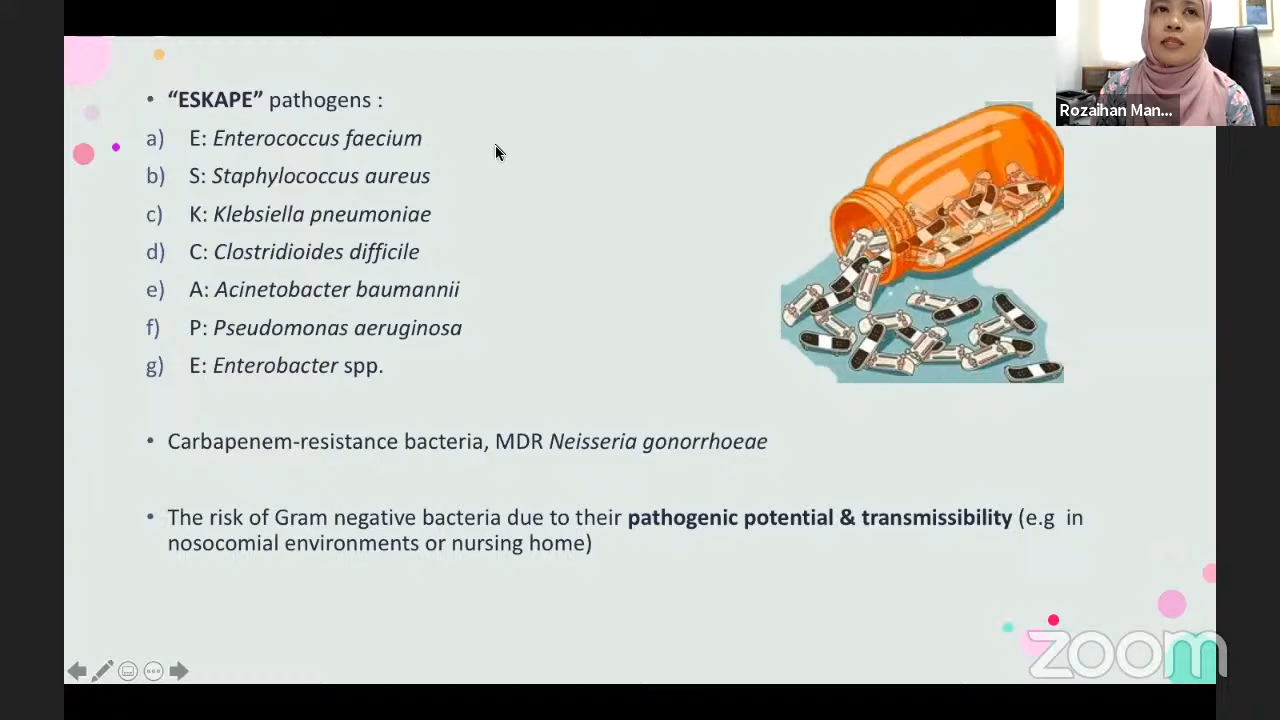 Rozaihan Man...
• “ESKAPE” pathogens :
a) E: Enterococcus faecium
b) S: Staphylococcus aureus
c) K: Klebsiella pneumoniae
d) C: Clostridioides difficile
e) A: Acinetobacter baumannii
f) P: Pseudomonas aeruginosa
g) E: Enterobacter spp.
• Carbapenem-resistance bacteria, MDR Neisseria gonorrhoeae
• The risk of Gram negative bacteria due to their pathogenic potential & transmissibility (e.g in
nosocomial environments or nursing home)
zoom